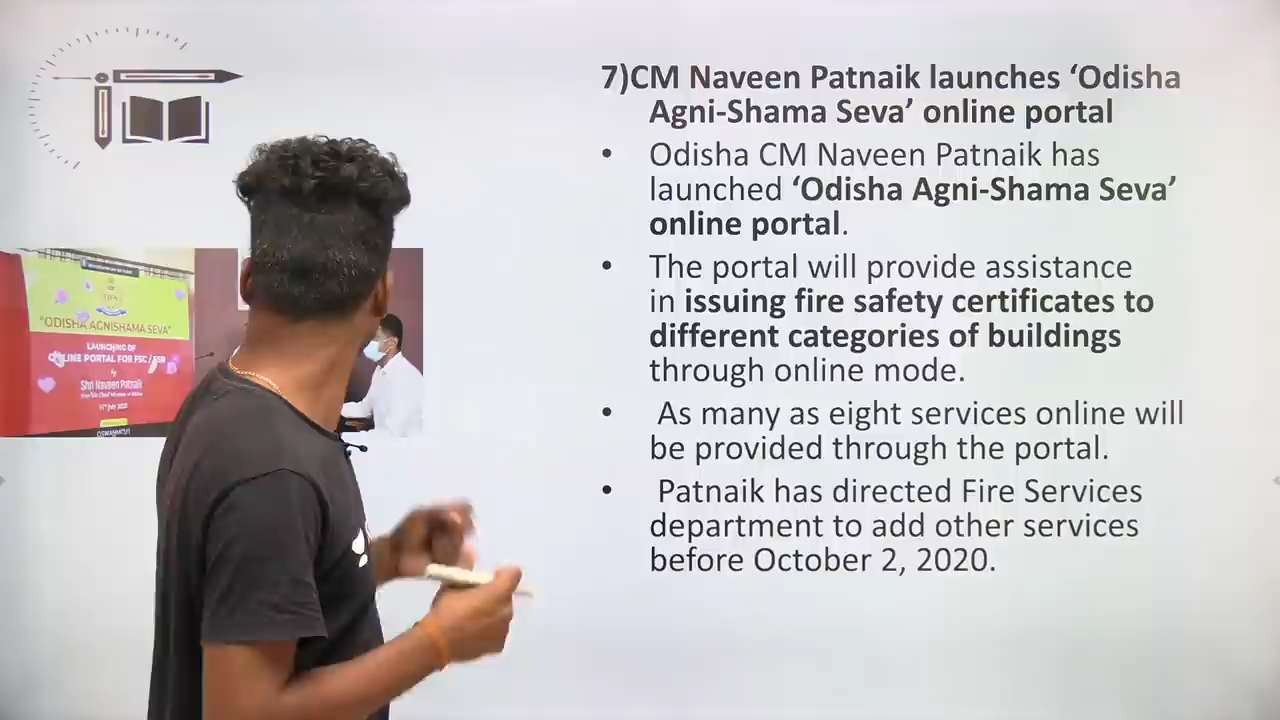 7)CM Naveen Patnaik launches ‘Odisha
Agni-Shama Seva’ online portal
• Odisha CM Naveen Patnaik has
launched ‘Odisha Agni-Shama Seva’
online portal.
• The portal will provide assistance
in issuing fire safety certificates to
different categories of buildings
through online mode.
• As many as eight services online will
be provided through the portal.
• Patnaik has directed Fire Services
department to add other services
before October 2, 2020.
"ODISHA AGNISHAMA SEVA"
LAUNCHING OF
ONLINE PORTAL FOR FSC / FSR
by
Shri Naveen Patnaik
July 2020